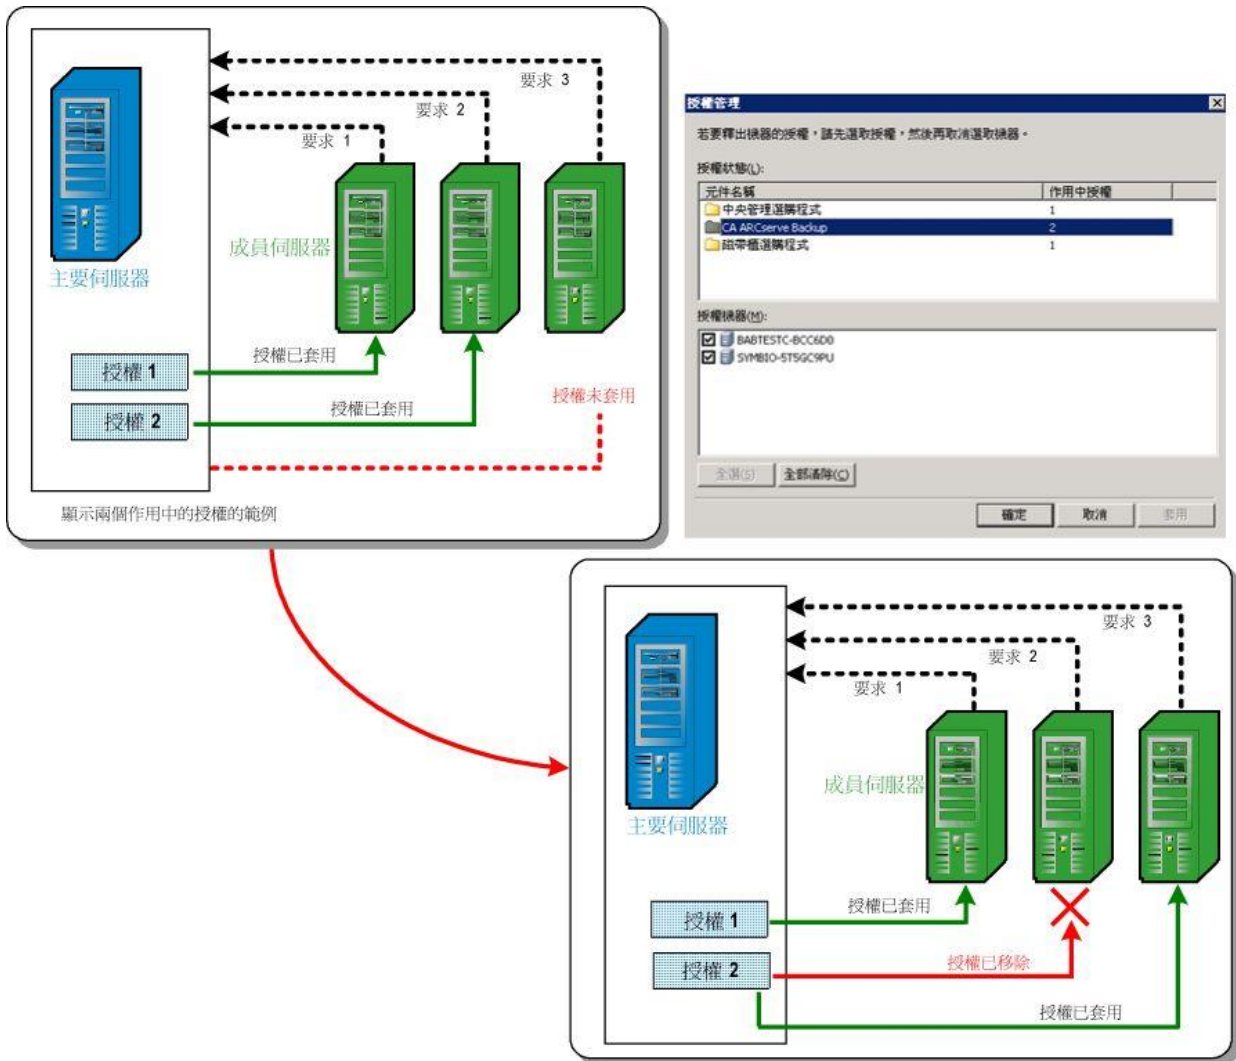 要求 3
要求 2
要求 1
成員伺服器
主要伺服器
授權已套用
授權 1
授權未套用
授權已套用
授權 2
顯示兩個作用中的授權的範例
授權管理
若要釋出機器的授權，請先選取授權，然後再取消選取機器。
授權狀態(L):
元件名稱 作用中授權
中央管理選購程式 1
CA ARCserve Backup 2
磁帶櫃選購程式 1
授權機器(M):
BABTESTC-BCC6D0
SYMBIO-5T5GC9PU
全選(S) 全部清除(C)
確定 取消 套用
要求 3
要求 2
要求 1
成員伺服器
主要伺服器
授權已套用
授權 1
授權已移除
授權 2
授權已套用